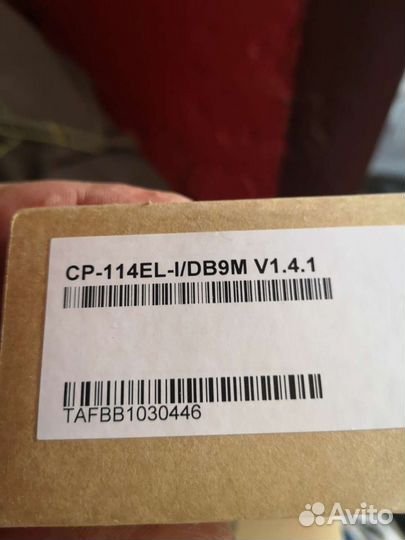 CP-114EL-I/DB9M V1.4.1
TAFBB1030446
Avito